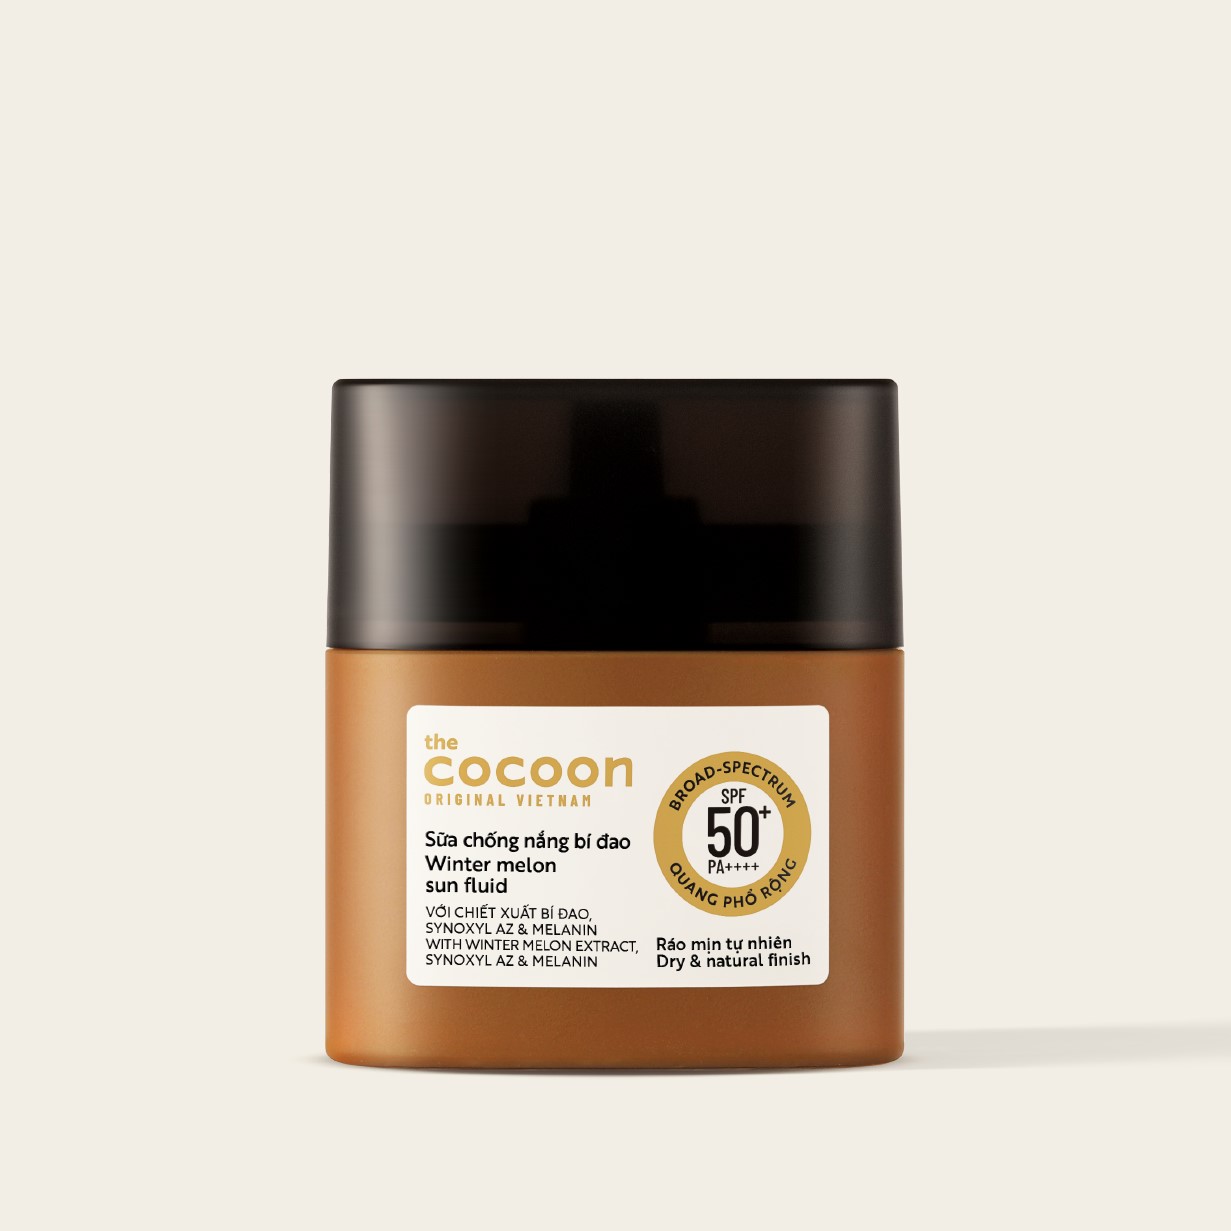 the
cocoon
ORIGINAL VIETNAM
Sữa chống nắng bí đao
Winter melon
sun fluid
VỚI CHIẾT XUẤT BÍ ĐAO,
SYNOXYL AZ & MELANIN
WITH WINTER MELON EXTRACT,
SYNOXYL AZ & MELANIN
BROAD-SPECTRUM
SPF
50+
PA++++
QUANG PHỔ RỘNG
Ráo mịn tự nhiên
Dry & natural finish